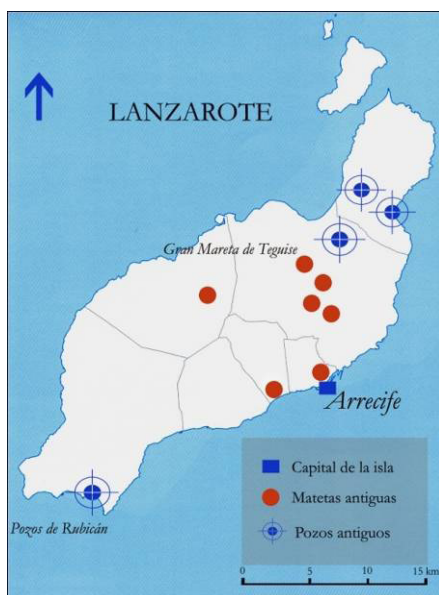 LANZAROTE
Gran Mareta de Teguise
Arrecife
Pozos de Rubicán
Capital de la isla
Matetas antiguas
Pozos antiguos
0 5 10 15 km